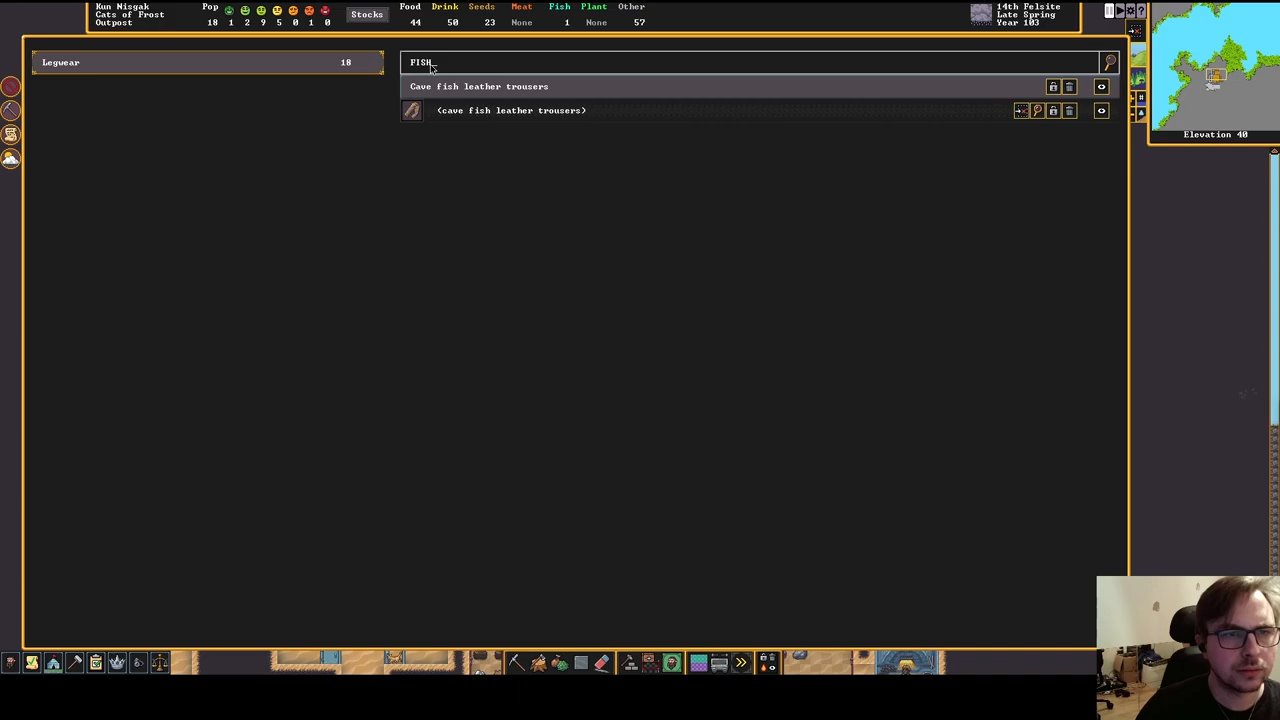 Kun Nisgak
Cats of Frost
Outpost
Pop
18 1 2 9 5 0 1 0
Stocks
Food Drink Seeds Meat Fish Plant Other
44 50 23 None 1 None 57
14th Felsite
Late Spring
Year 103
Elevation 40
Legwear 18
FISH_
Cave fish leather trousers
(cave fish leather trousers)